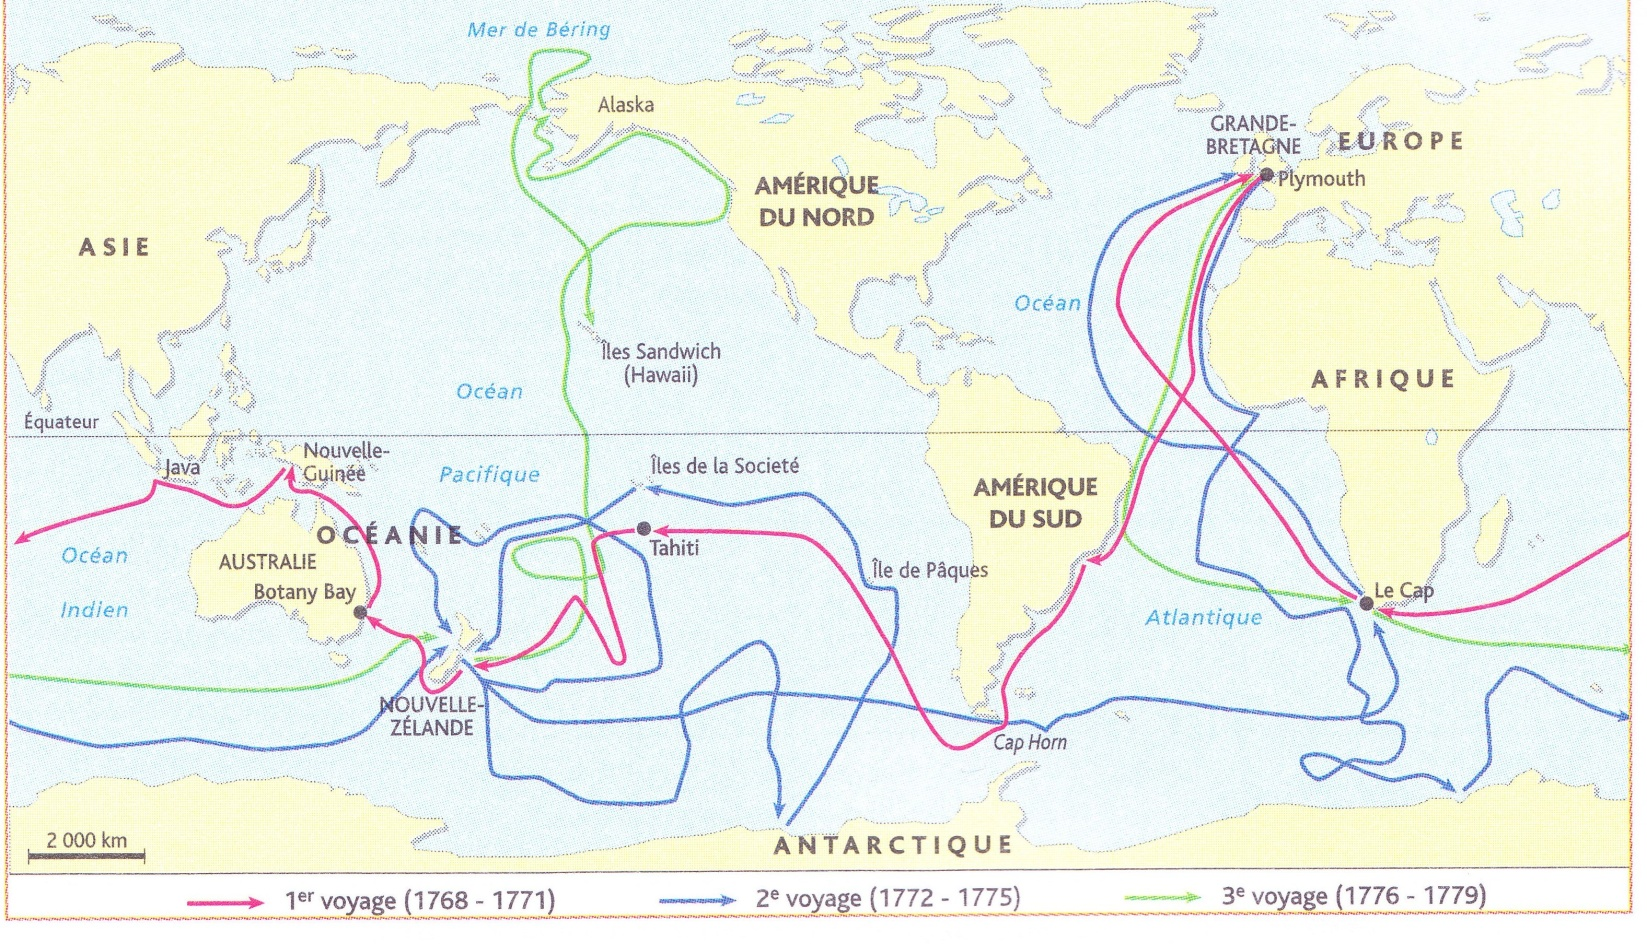 Mer de Béring
Alaska
GRANDE-
BRETAGNE
EUROPE
Plymouth
AMÉRIQUE
DU NORD
ASIE
Océan
Îles Sandwich
(Hawaii)
Océan
AFRIQUE
Équateur
Nouvelle-
Guinée
Java
Pacifique
Îles de la Societé
AMÉRIQUE
DU SUD
OCÉANIE
Tahiti
Océan
Indien
AUSTRALIE
Botany Bay
Île de Pâques
Le Cap
Atlantique
NOUVELLE-
ZÉLANDE
Cap Horn
2 000 km
ANTARCTIQUE
1er voyage (1768 - 1771)
2e voyage (1772 - 1775)
3e voyage (1776 - 1779)